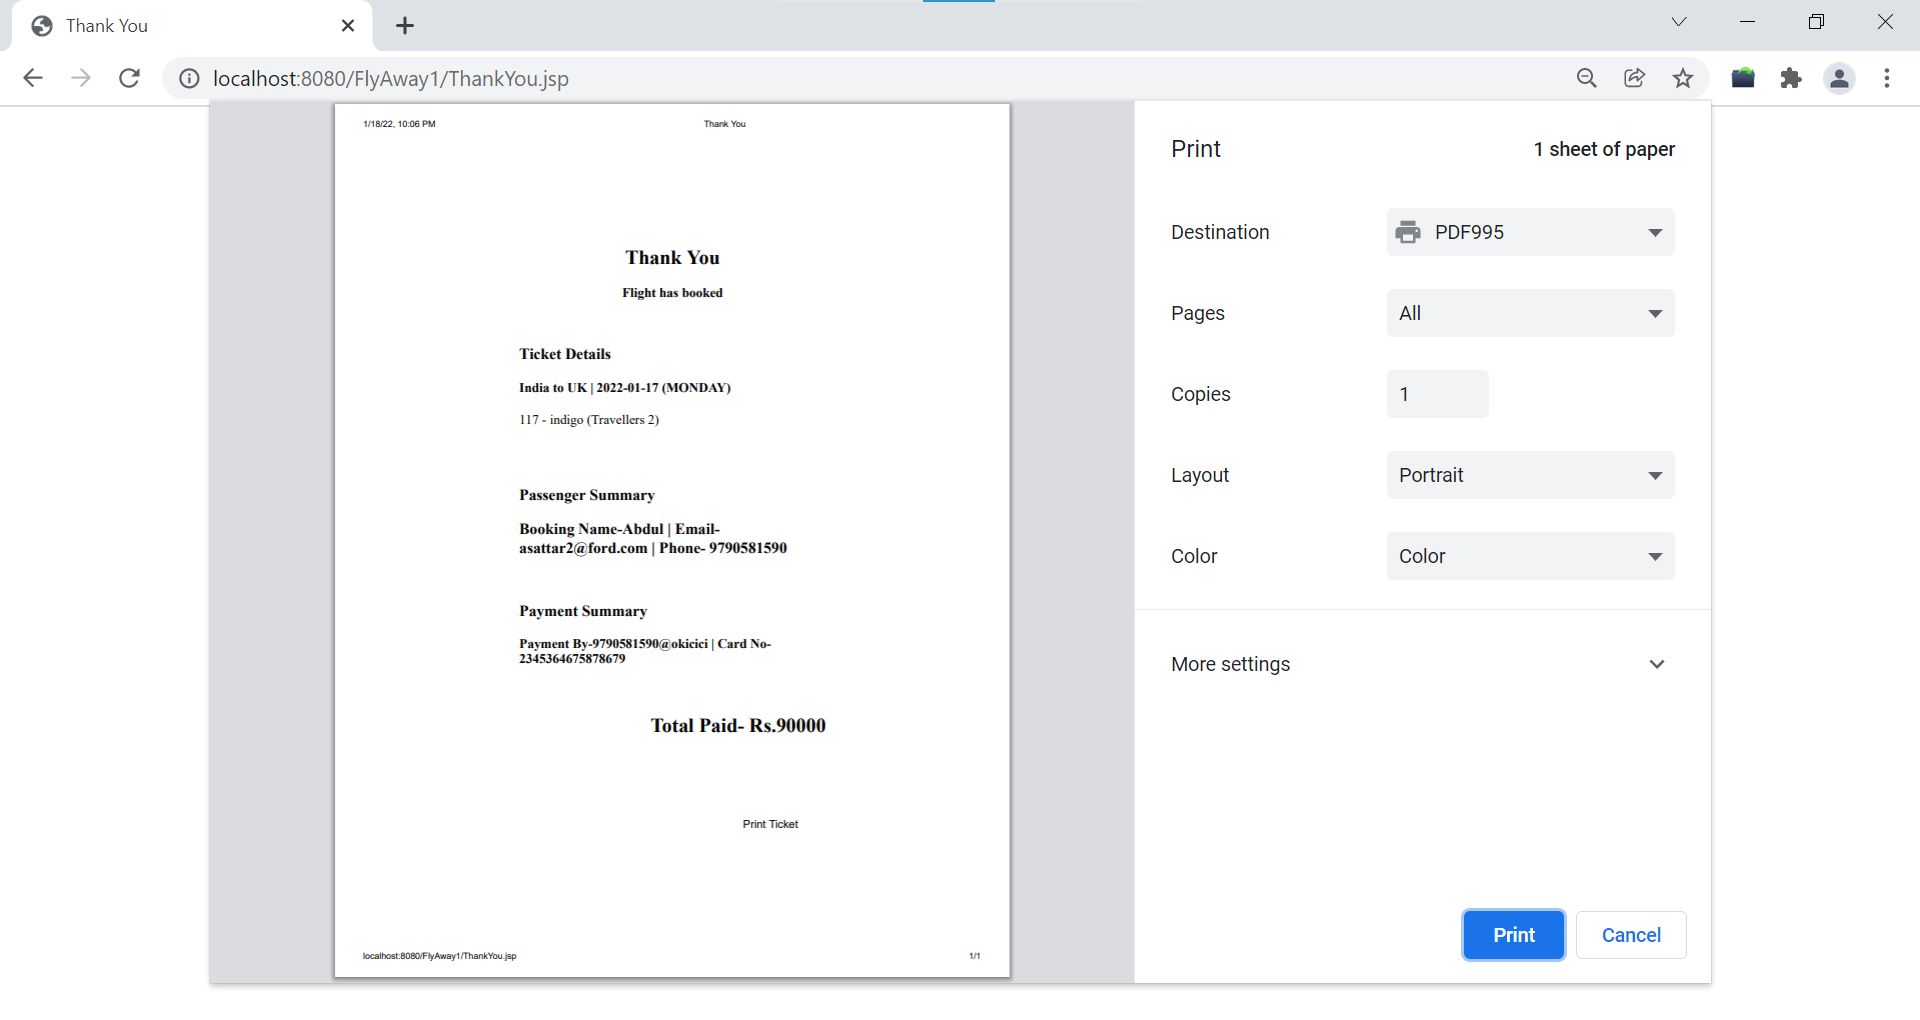 Thank You
localhost:8080/FlyAway1/ThankYou.jsp
1/18/22, 10:06 PM Thank You
Thank You
Flight has booked
Ticket Details
India to UK | 2022-01-17 (MONDAY)
117 - indigo (Travellers 2)
Passenger Summary
Booking Name-Abdul | Email-
asattar2@ford.com | Phone- 9790581590
Payment Summary
Payment By-9790581590@okicici | Card No-
2345364675878679
Total Paid- Rs.90000
Print Ticket
localhost:8080/FlyAway1/ThankYou.jsp 1/1
Print 1 sheet of paper
Destination PDF995
Pages All
Copies 1
Layout Portrait
Color Color
More settings
Print Cancel